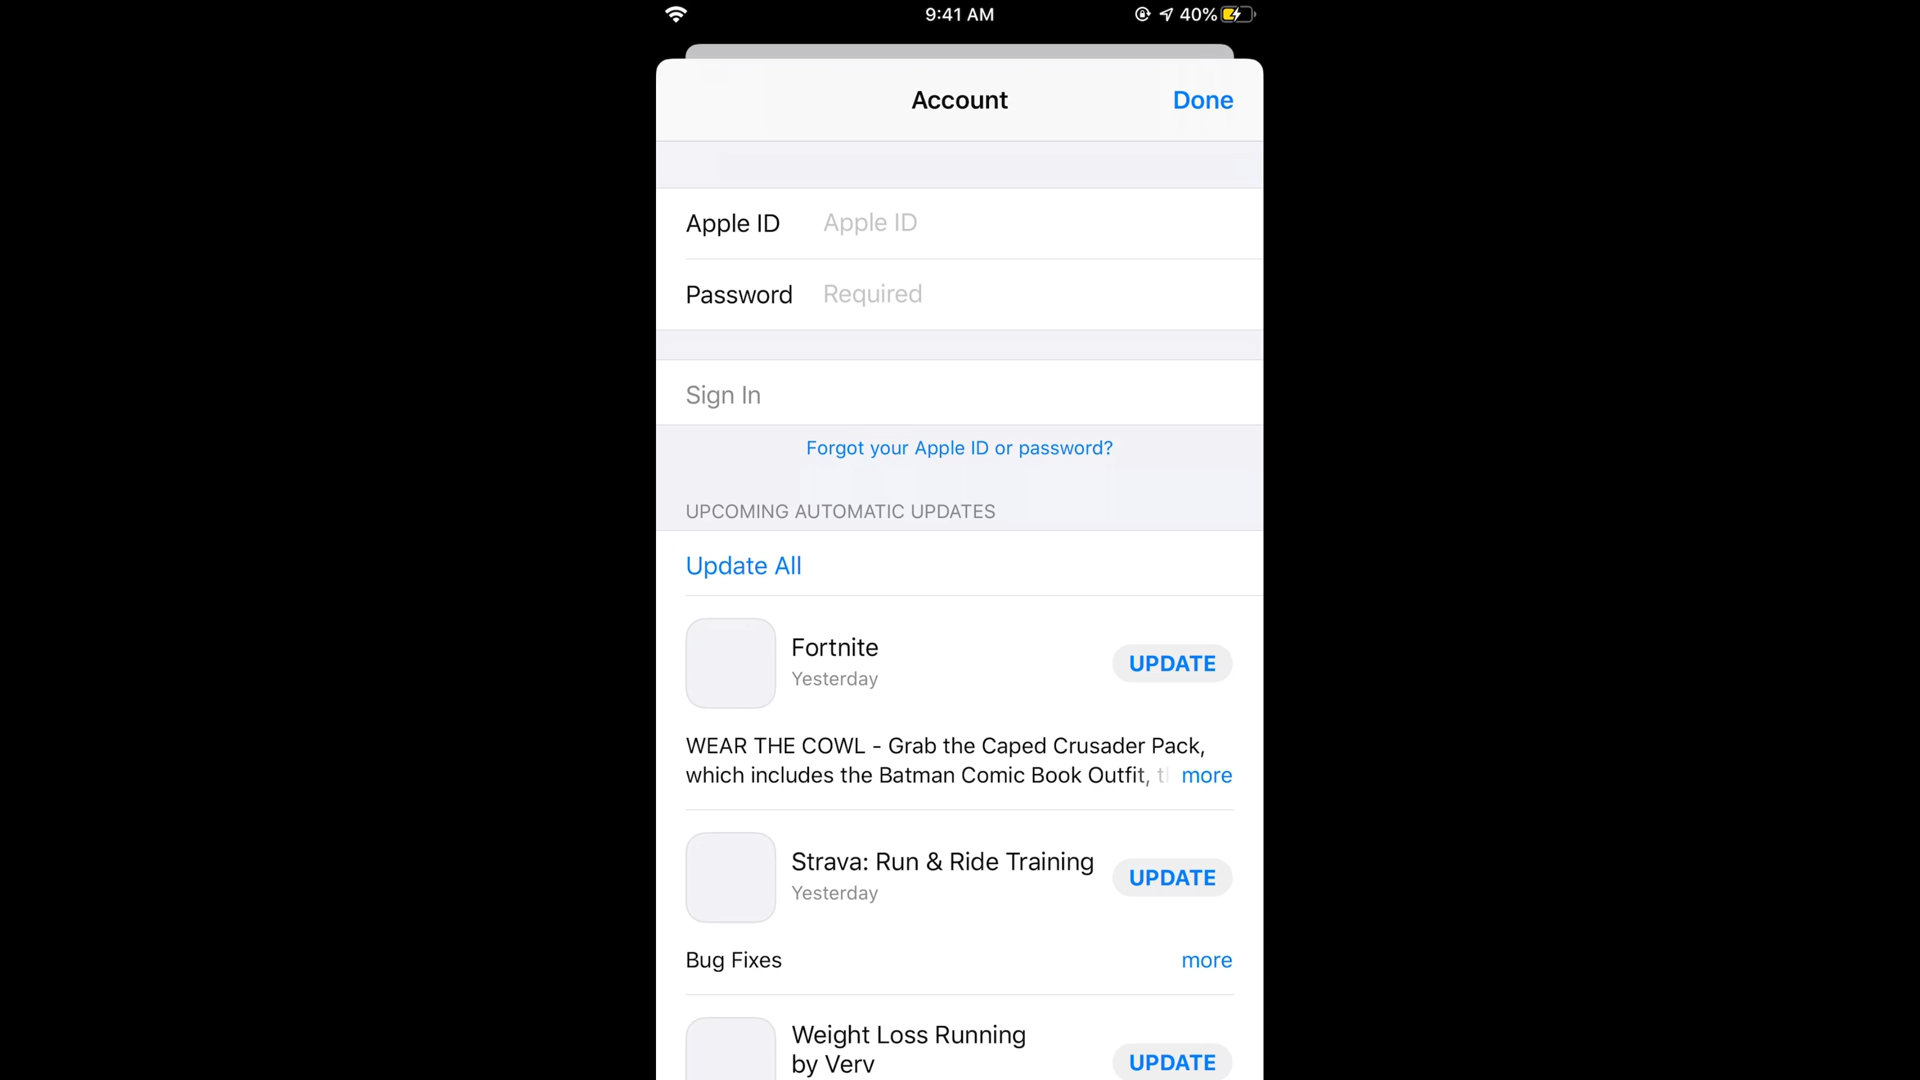 9:41 AM
40%
Account
Done
Apple ID
Apple ID
Password
Required
Sign In
Forgot your Apple ID or password?
UPCOMING AUTOMATIC UPDATES
Update All
Fortnite
Yesterday
UPDATE
WEAR THE COWL - Grab the Caped Crusader Pack,
which includes the Batman Comic Book Outfit,
more
Strava: Run & Ride Training
Yesterday
UPDATE
Bug Fixes
more
Weight Loss Running
by Verv
UPDATE